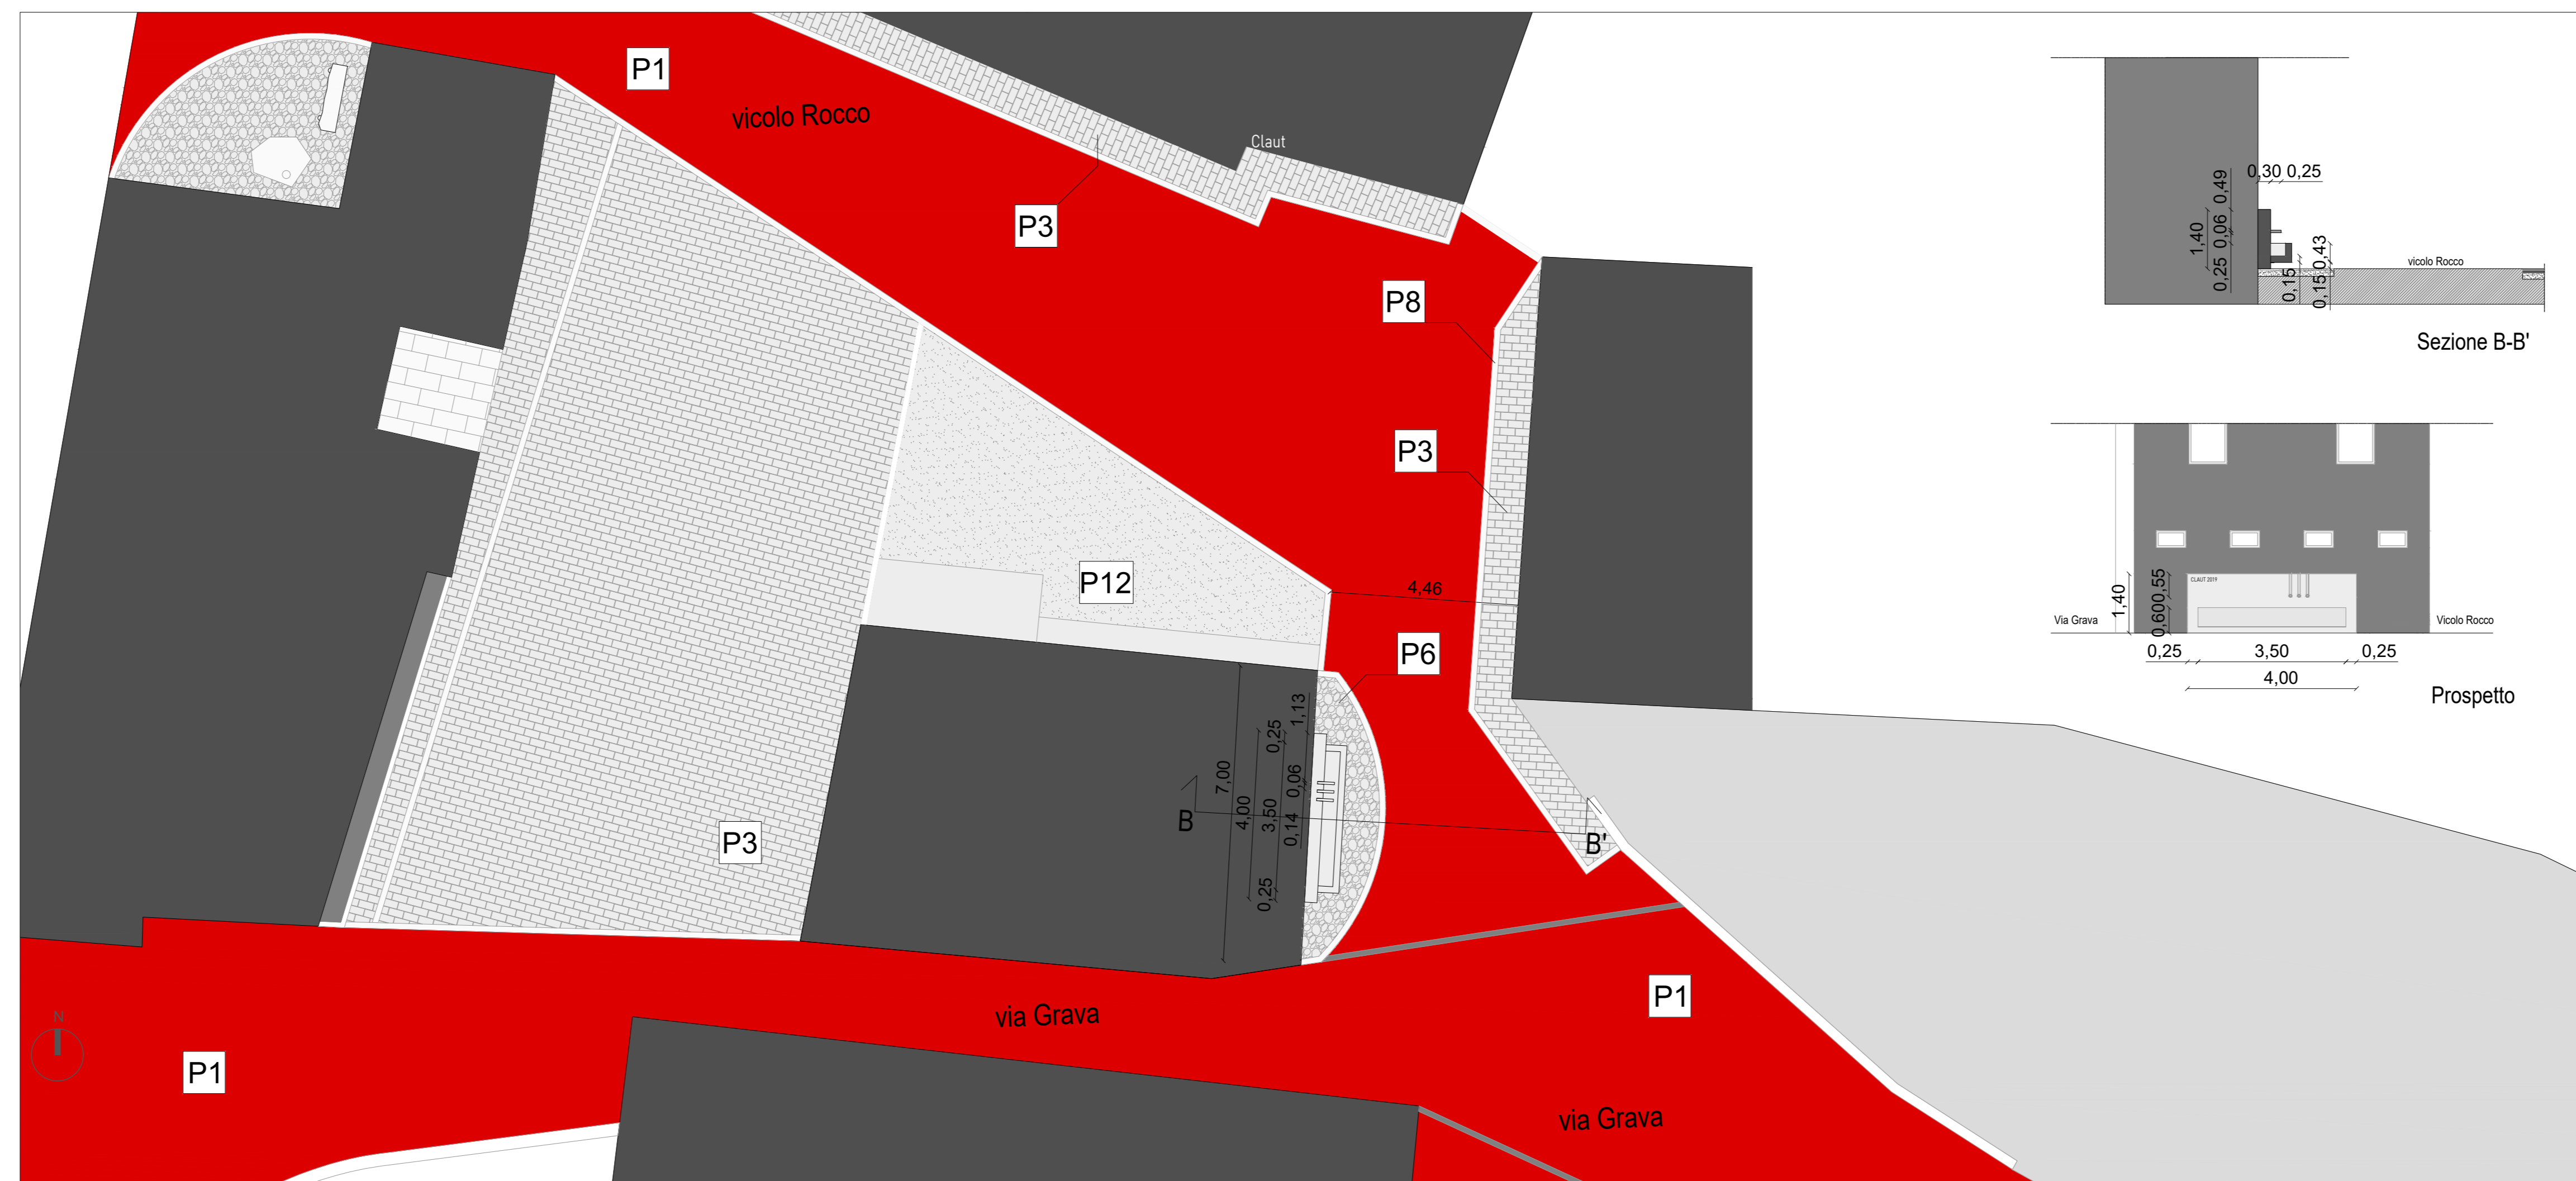 P1
vicolo Rocco
Claut
P3
P8
P3
4,46
P12
P6
1,13
0,25
7,00
4,00
3,50
0,06
0,14
0,25
B
B'
P3
P1
via Grava
N
P1
via Grava
0,30 0,25
0,49
0,06
1,40
0,25
0,43
0,15
0,15
vicolo Rocco
Sezione B-B'
CLAUT 2019
1,40
0,55
0,60
Via Grava
Vicolo Rocco
0,25
3,50
0,25
4,00
Prospetto